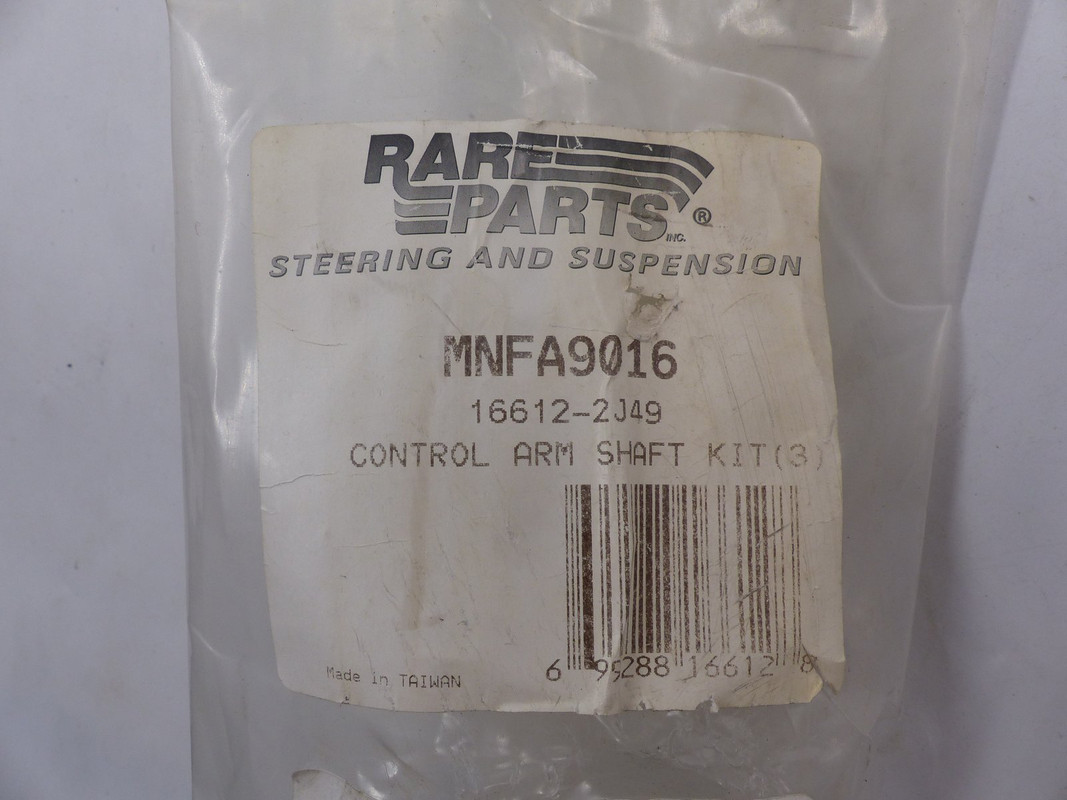 RARE
PARTS®
INC.
STEERING AND SUSPENSION
MNFA9016
16612-2J49
CONTROL ARM SHAFT KIT(3)
6 95288 16612 8
Made in TAIWAN